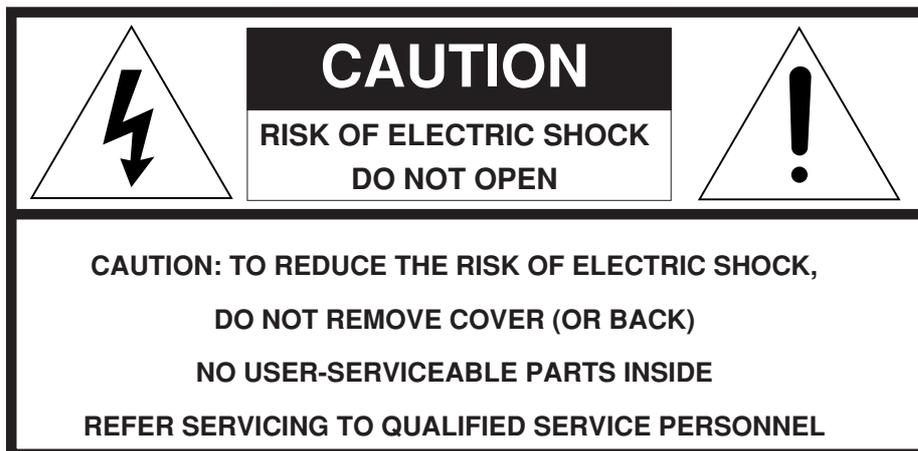 CAUTION
RISK OF ELECTRIC SHOCK
DO NOT OPEN
CAUTION: TO REDUCE THE RISK OF ELECTRIC SHOCK,
DO NOT REMOVE COVER (OR BACK)
NO USER-SERVICEABLE PARTS INSIDE
REFER SERVICING TO QUALIFIED SERVICE PERSONNEL